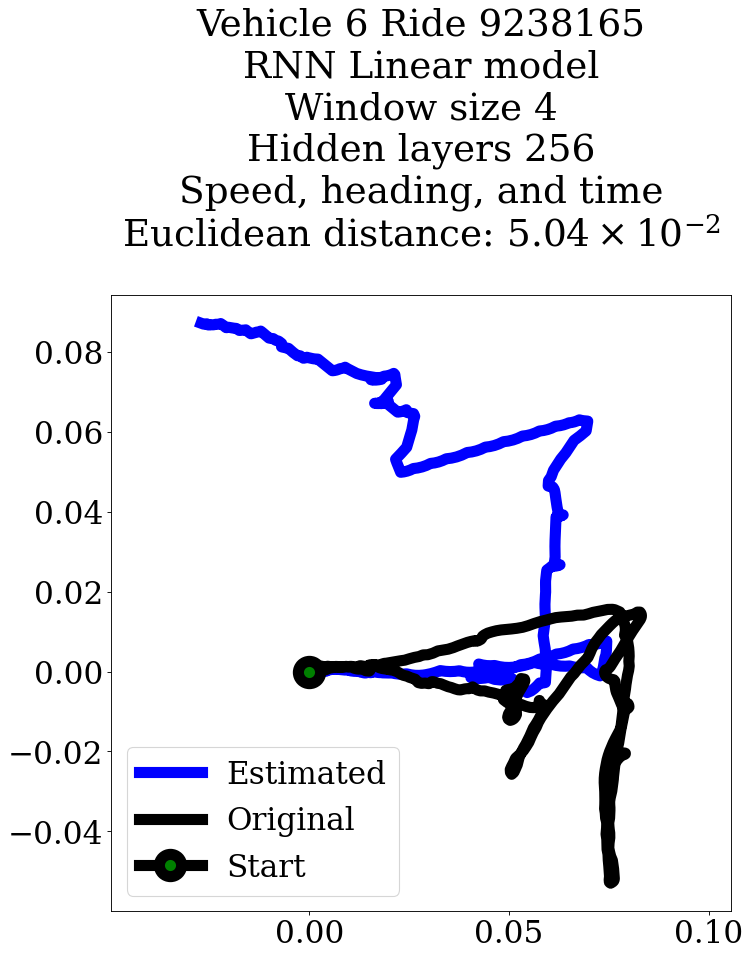 Vehicle 6 Ride 9238165
RNN Linear model
Window size 4
Hidden layers 256
Speed, heading, and time
Euclidean distance: 5.04 × 10⁻²
0.08
0.06
0.04
0.02
0.00
−0.02
−0.04
Estimated
Original
Start
0.00 0.05 0.10